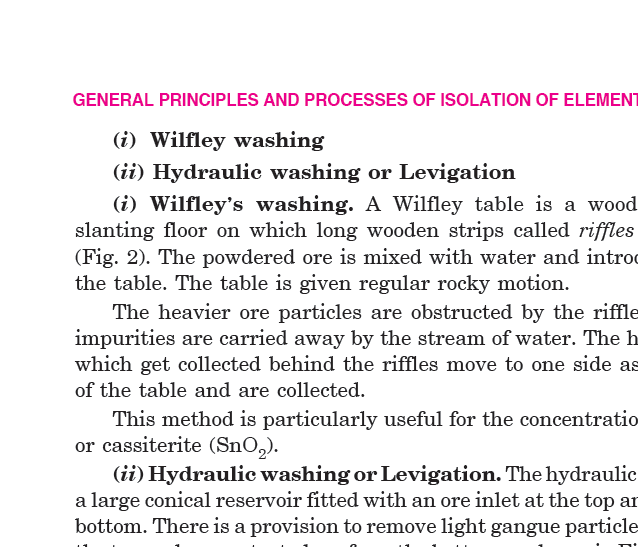 GENERAL PRINCIPLES AND PROCESSES OF ISOLATION OF ELEMENT
(i) Wilfley washing
(ii) Hydraulic washing or Levigation
(i) Wilfley’s washing. A Wilfley table is a wood
slanting floor on which long wooden strips called riffles
(Fig. 2). The powdered ore is mixed with water and introd
the table. The table is given regular rocky motion.
The heavier ore particles are obstructed by the riffle
impurities are carried away by the stream of water. The h
which get collected behind the riffles move to one side as
of the table and are collected.
This method is particularly useful for the concentratio
or cassiterite (SnO₂).
(ii) Hydraulic washing or Levigation. The hydraulic
a large conical reservoir fitted with an ore inlet at the top an
bottom. There is a provision to remove light gangue particle